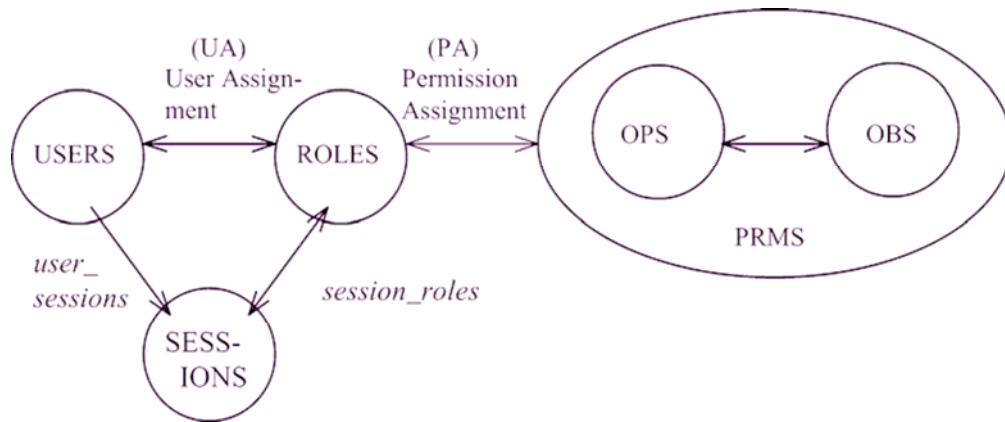 (UA)
User Assign-
ment
(PA)
Permission
Assignment
USERS
ROLES
OPS
OBS
PRMS
user_
sessions
session_roles
SESS-
IONS